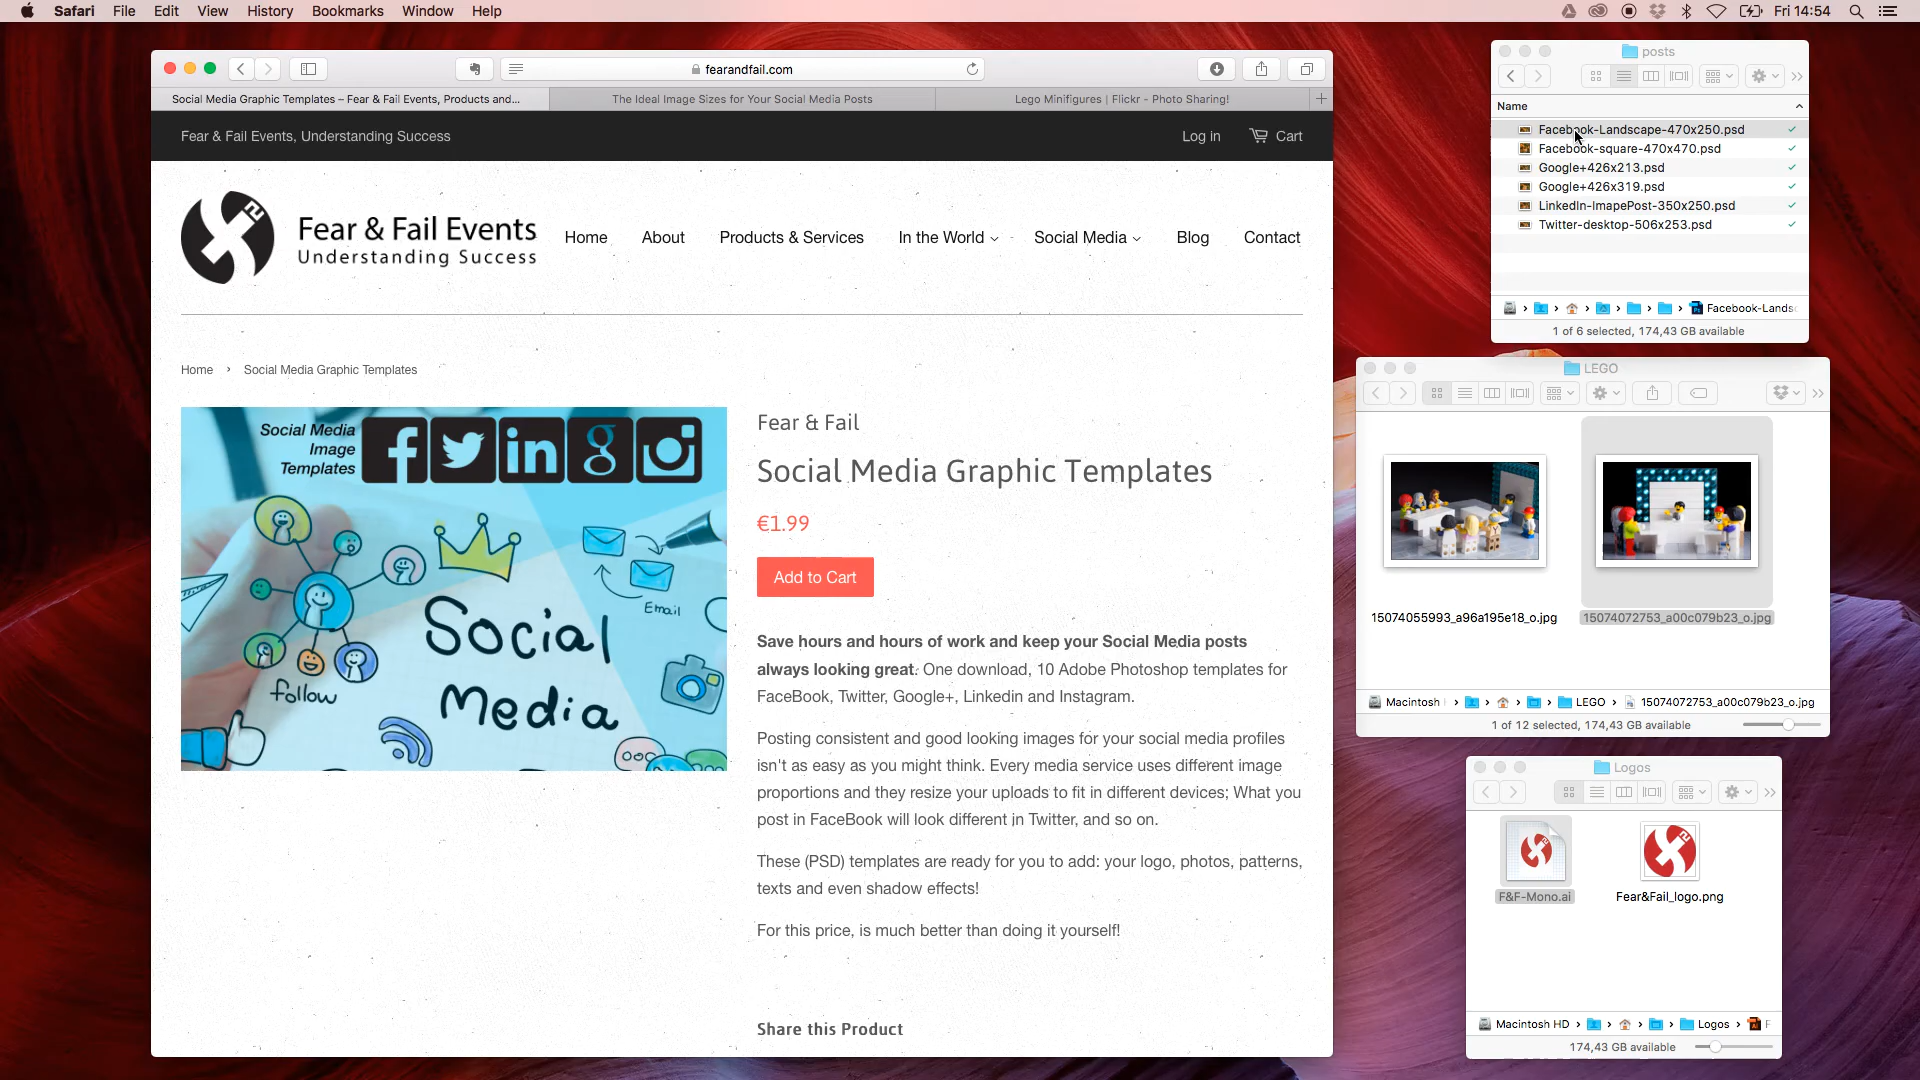 Safari File Edit View History Bookmarks Window Help
Fri 14:54
fearandfail.com
Social Media Graphic Templates – Fear & Fail Events, Products and...
The Ideal Image Sizes for Your Social Media Posts
Lego Minifigures | Flickr - Photo Sharing!
Fear & Fail Events, Understanding Success
Log in
Cart
Fear & Fail Events
Understanding Success
Home
About
Products & Services
In the World
Social Media
Blog
Contact
Home › Social Media Graphic Templates
Social Media
Image
Templates
in
g
Email
Social
Media
follow
Fear & Fail
Social Media Graphic Templates
€1.99
Add to Cart
Save hours and hours of work and keep your Social Media posts
always looking great. One download, 10 Adobe Photoshop templates for
FaceBook, Twitter, Google+, Linkedin and Instagram.
Posting consistent and good looking images for your social media profiles
isn't as easy as you might think. Every media service uses different image
proportions and they resize your uploads to fit in different devices; What you
post in FaceBook will look different in Twitter, and so on.
These (PSD) templates are ready for you to add: your logo, photos, patterns,
texts and even shadow effects!
For this price, is much better than doing it yourself!
Share this Product
posts
Name
Facebook-Landscape-470x250.psd
Facebook-square-470x470.psd
Google+426x213.psd
Google+426x319.psd
LinkedIn-ImapePost-350x250.psd
Twitter-desktop-506x253.psd
Facebook-Lands
1 of 6 selected, 174,43 GB available
LEGO
15074055993_a96a195e18_o.jpg
15074072753_a00c079b23_o.jpg
Macintosh
LEGO
15074072753_a00c079b23_o.jpg
1 of 12 selected, 174,43 GB available
Logos
F&F-Mono.ai
Fear&Fail_logo.png
Macintosh HD
Logos
F
174,43 GB available